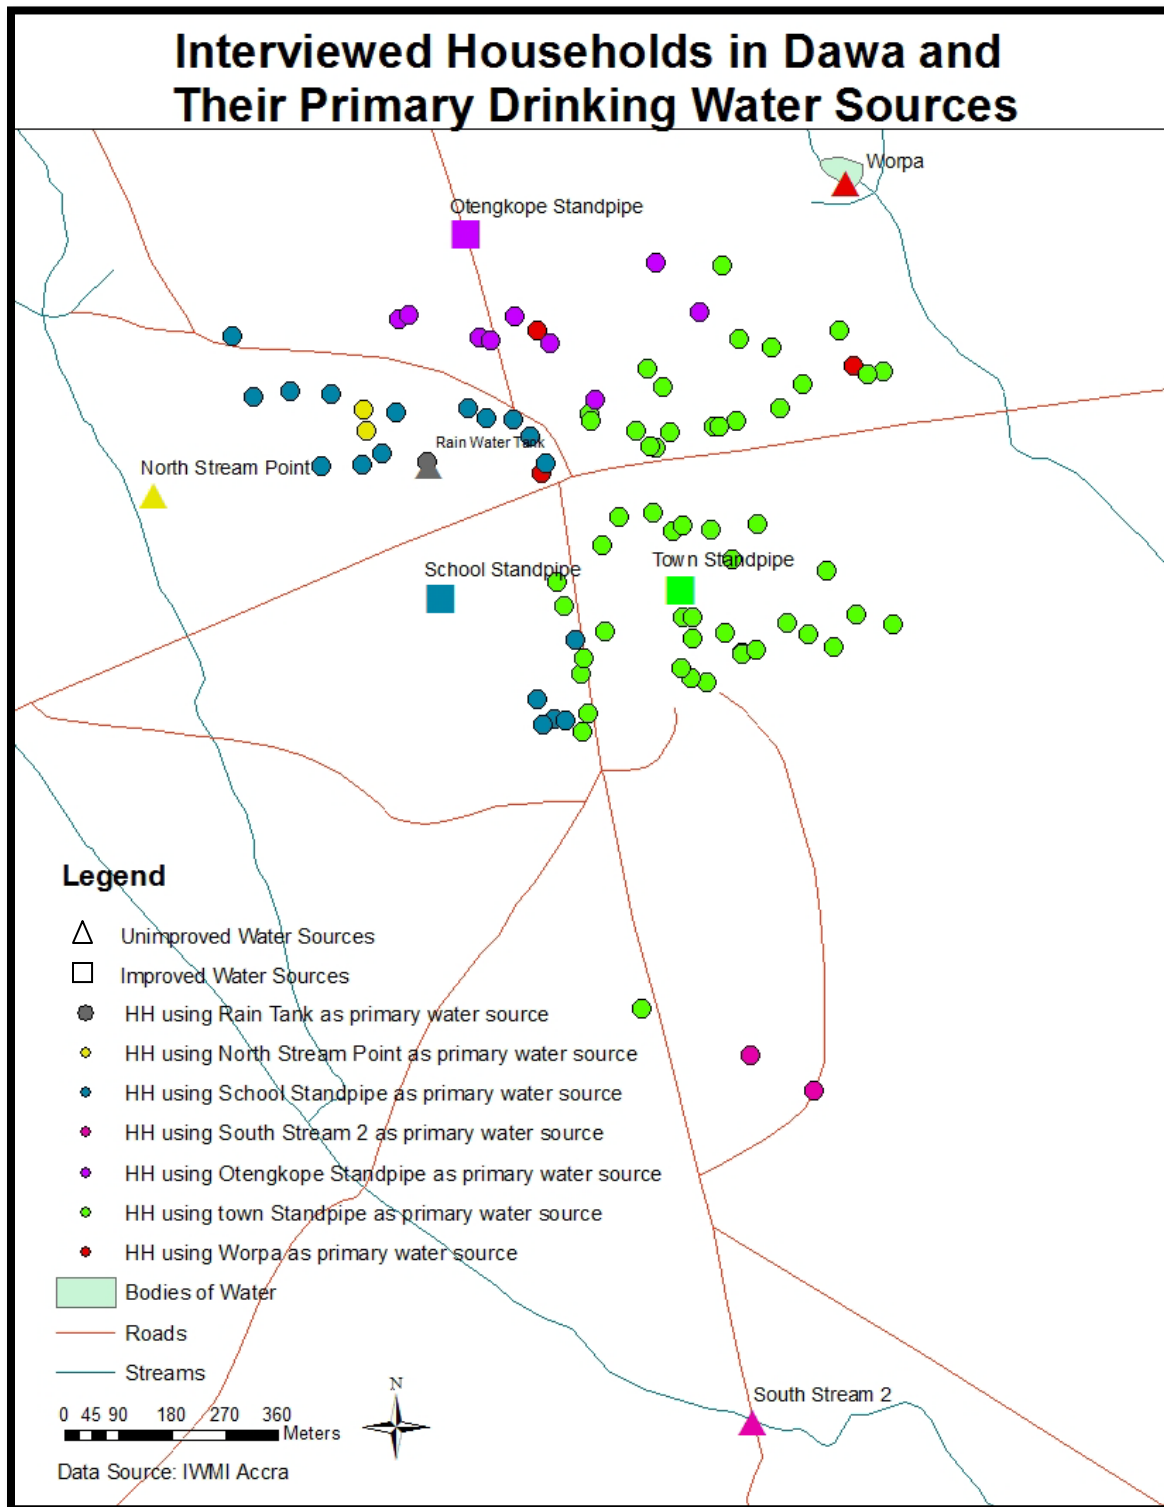 Interviewed Households in Dawa and
Their Primary Drinking Water Sources
Worpa
Otengkope Standpipe
Rain Water Tank
North Stream Point
School Standpipe
Town Standpipe
Legend
Unimproved Water Sources
Improved Water Sources
HH using Rain Tank as primary water source
HH using North Stream Point as primary water source
HH using School Standpipe as primary water source
HH using South Stream 2 as primary water source
HH using Otengkope Standpipe as primary water source
HH using town Standpipe as primary water source
HH using Worpa as primary water source
Bodies of Water
Roads
Streams
N
South Stream 2
0 45 90 180 270 360
Meters
Data Source: IWMI Accra